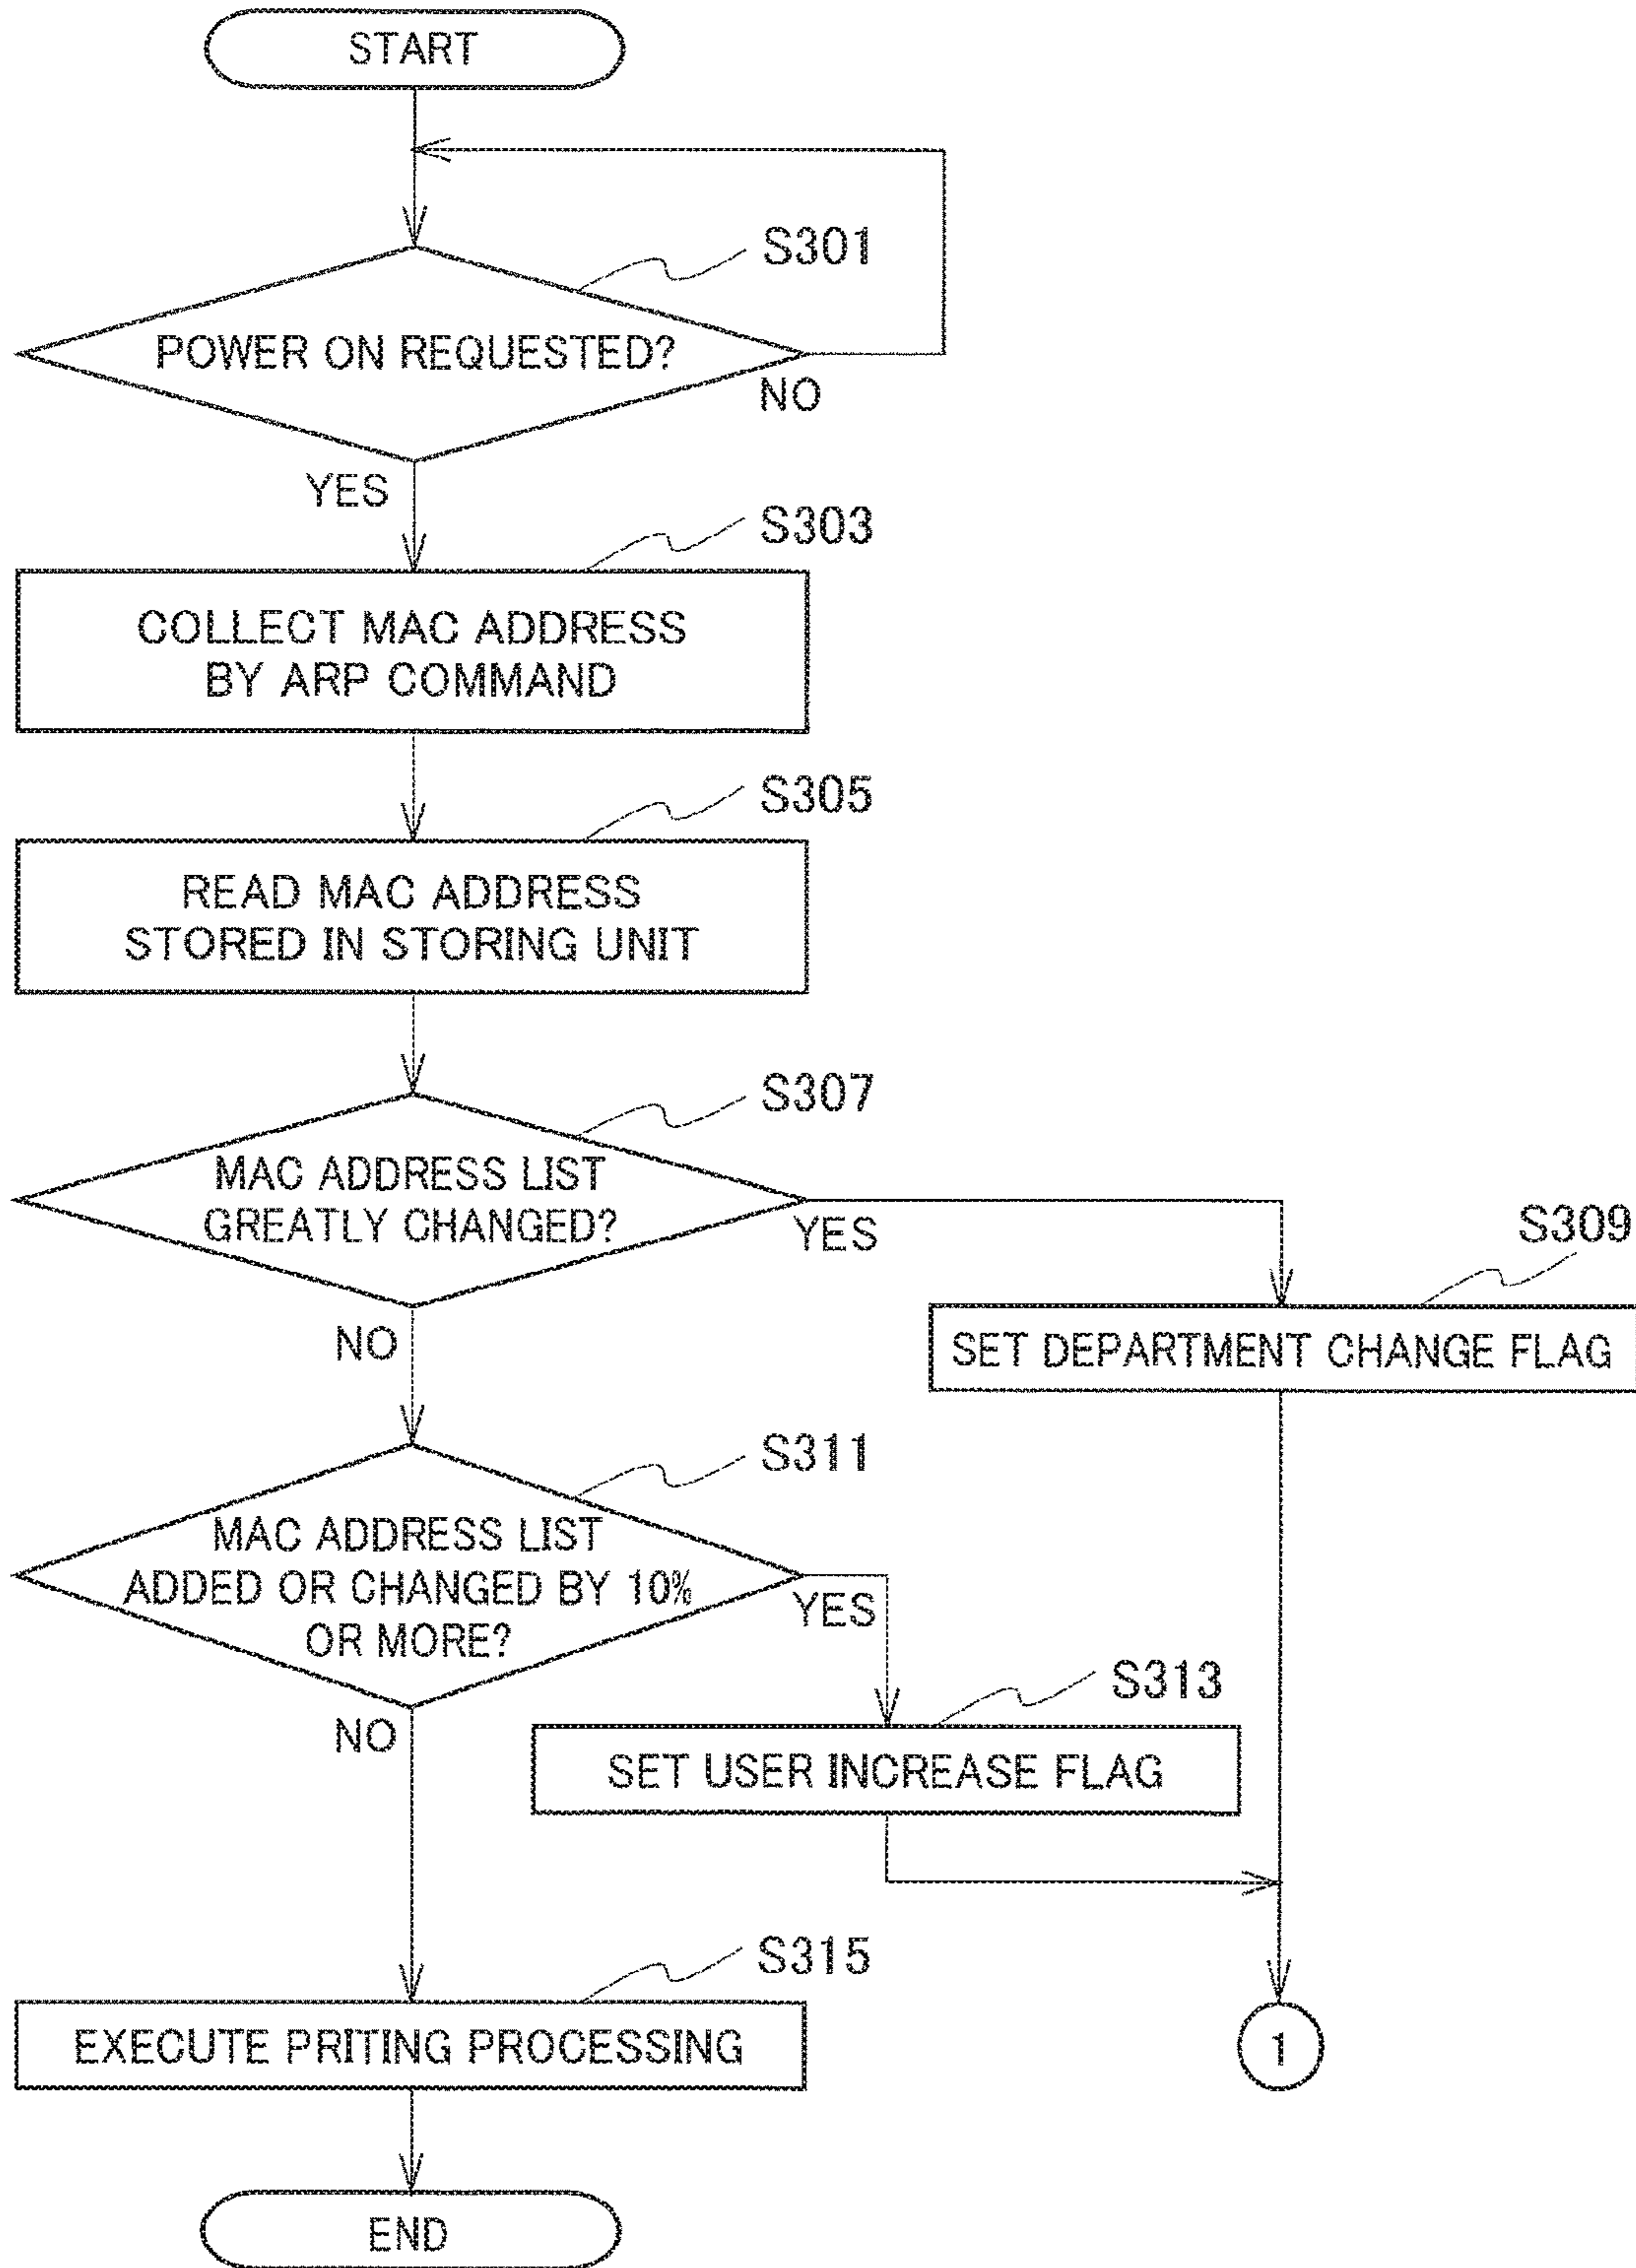 START
S301
POWER ON REQUESTED?
NO
YES
S303
COLLECT MAC ADDRESS
BY ARP COMMAND
S305
READ MAC ADDRESS
STORED IN STORING UNIT
S307
MAC ADDRESS LIST
GREATLY CHANGED?
YES
NO
S309
SET DEPARTMENT CHANGE FLAG
S311
MAC ADDRESS LIST
ADDED OR CHANGED BY 10%
OR MORE?
YES
NO
S313
SET USER INCREASE FLAG
S315
EXECUTE PRITING PROCESSING
1
END